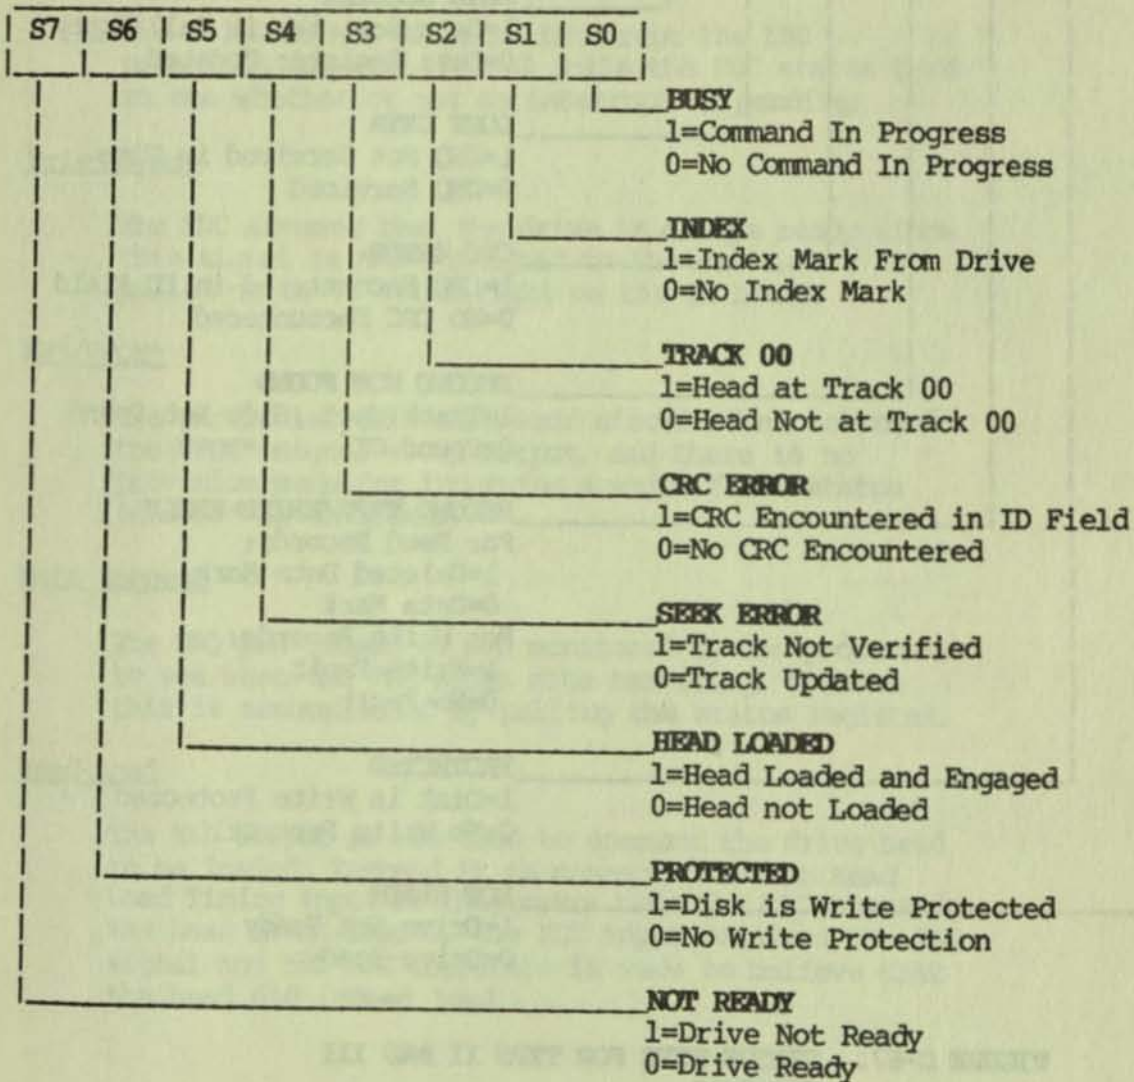 | S7 | S6 | S5 | S4 | S3 | S2 | S1 | S0 |
BUSY
1=Command In Progress
0=No Command In Progress
INDEX
1=Index Mark From Drive
0=No Index Mark
TRACK 00
1=Head at Track 00
0=Head Not at Track 00
CRC ERROR
1=CRC Encountered in ID Field
0=No CRC Encountered
SEEK ERROR
1=Track Not Verified
0=Track Updated
HEAD LOADED
1=Head Loaded and Engaged
0=Head not Loaded
PROTECTED
1=Disk is Write Protected
0=No Write Protection
NOT READY
1=Drive Not Ready
0=Drive Ready